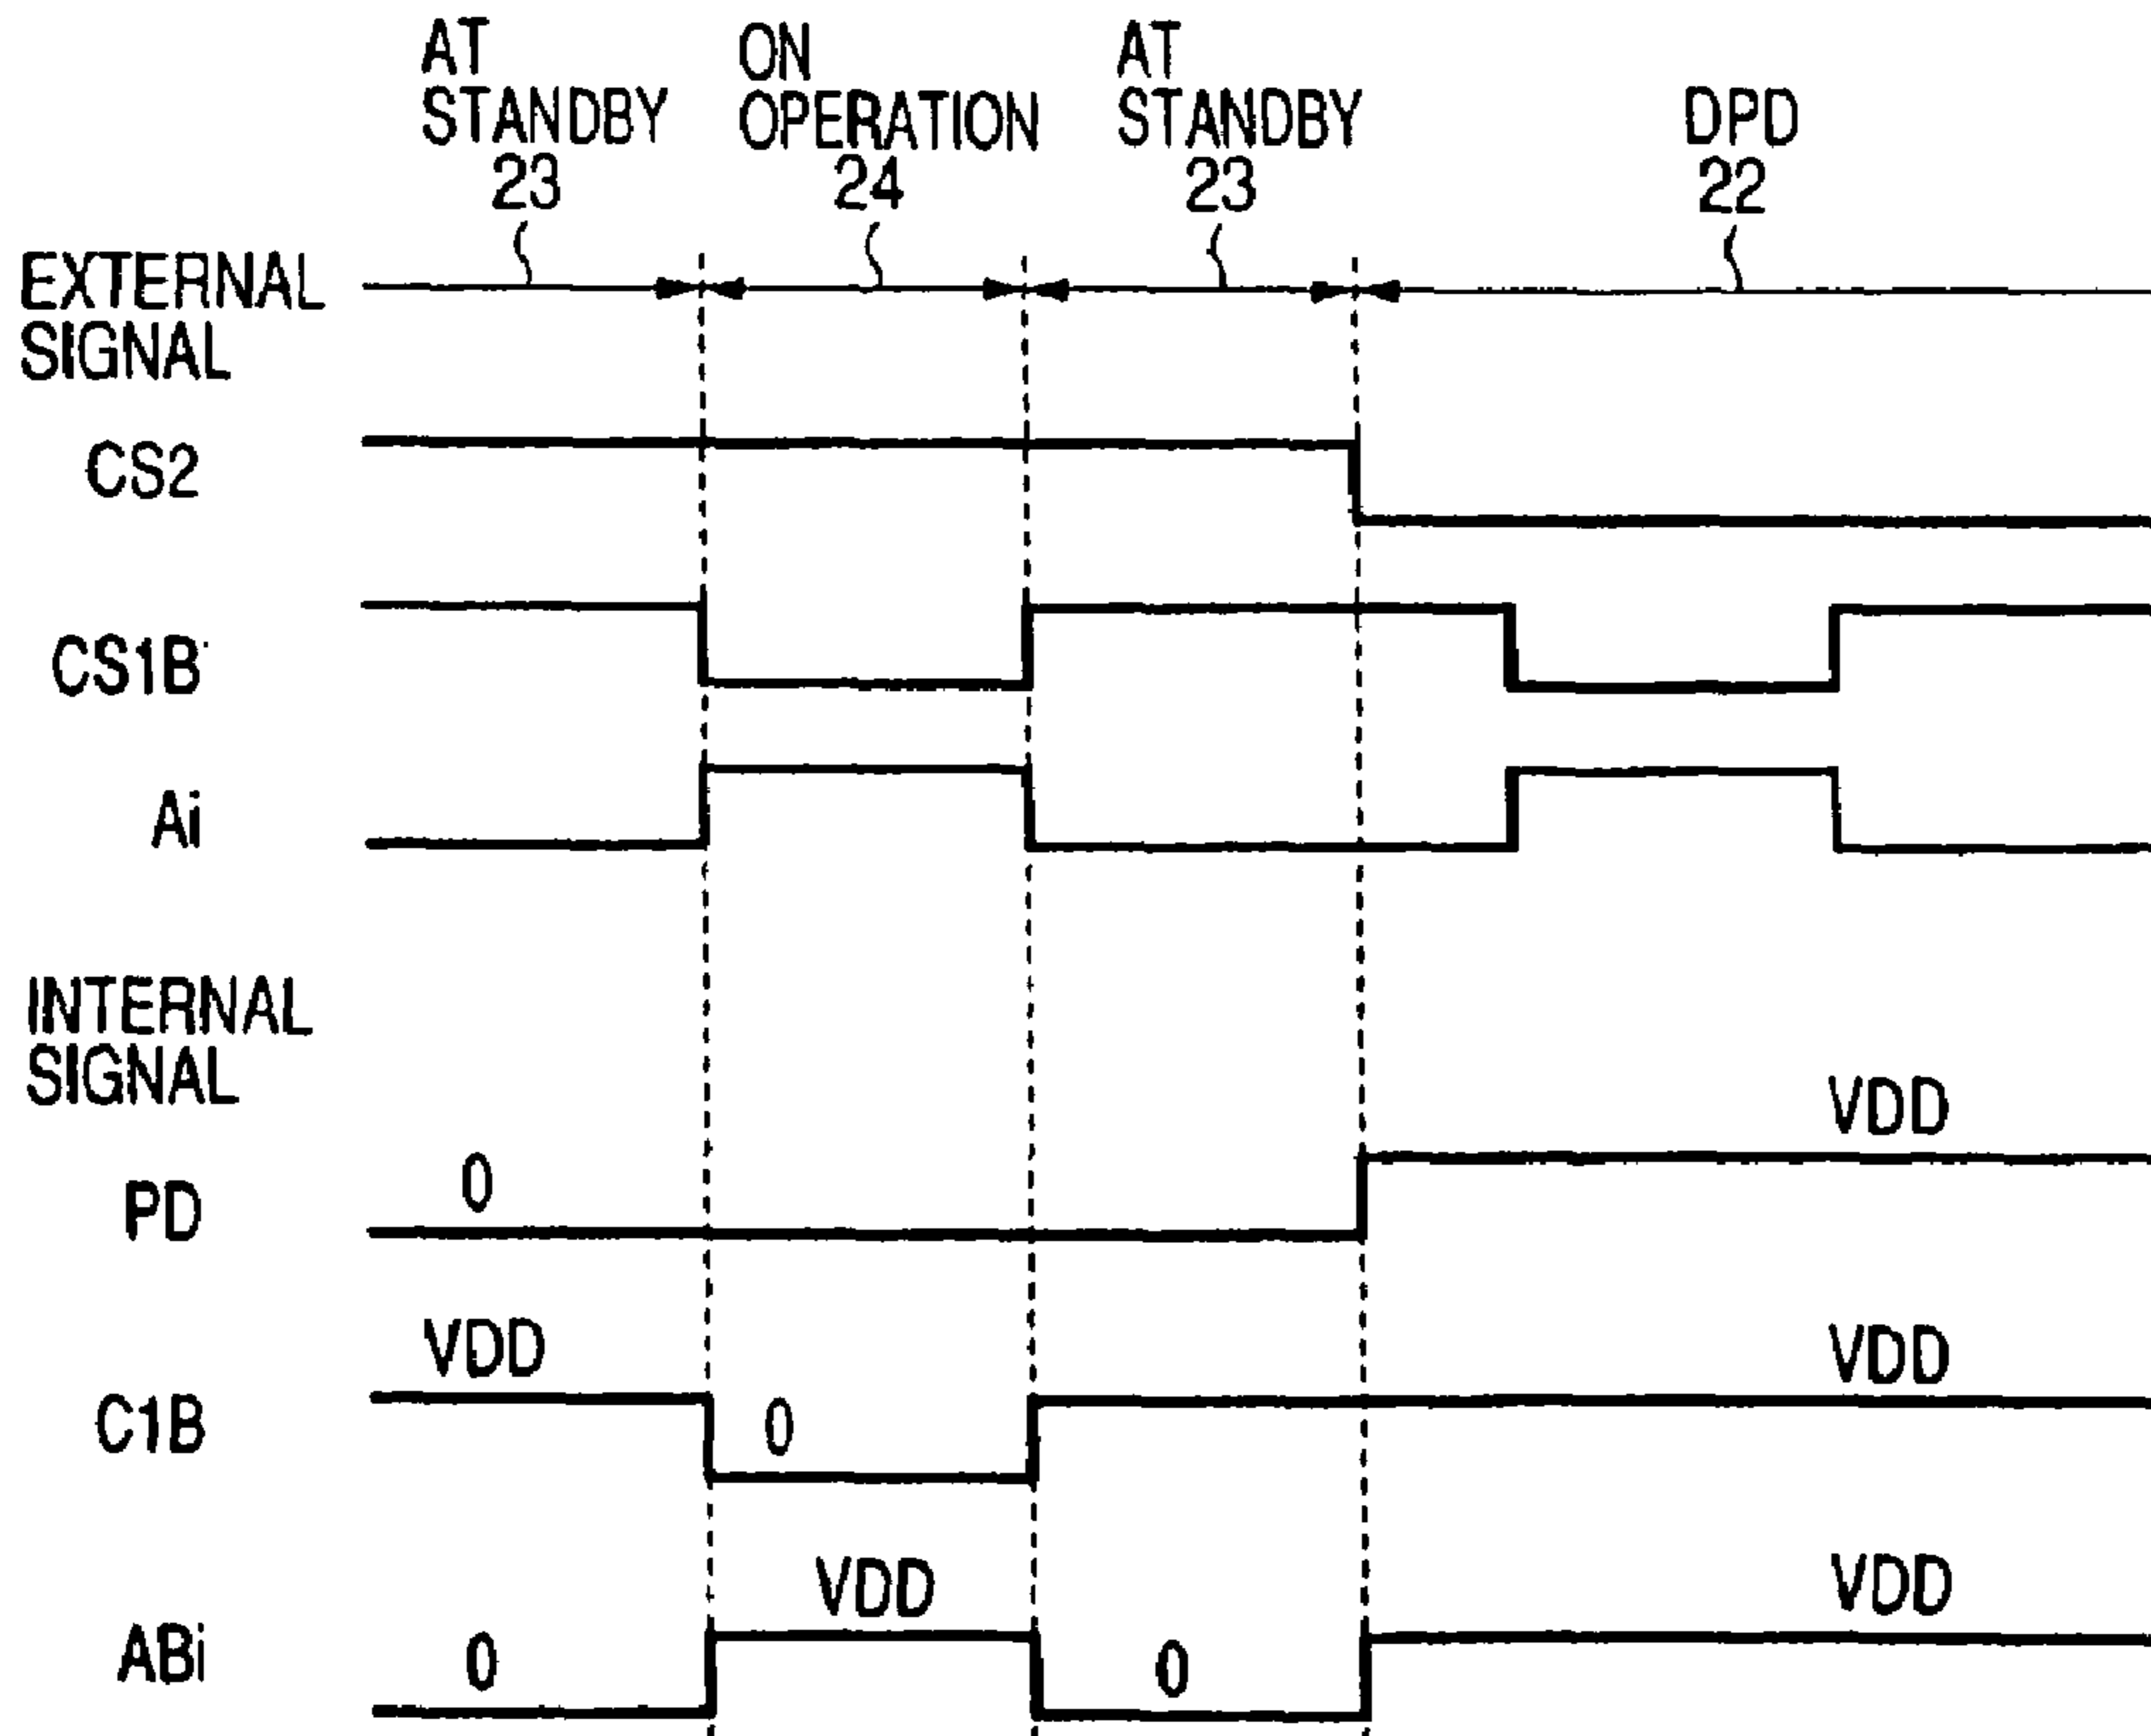 AT STANDBY 23
ON OPERATION 24
AT STANDBY 23
DPD 22
EXTERNAL
SIGNAL
CS2
CS1B
Ai
INTERNAL
SIGNAL
VDD
PD 0
VDD VDD
C1B 0
VDD VDD
ABi 0 0